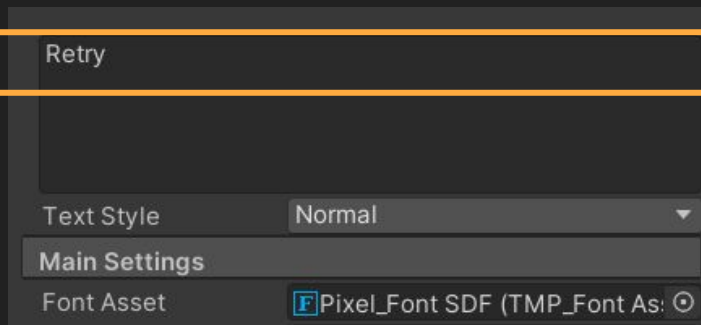 Retry
Text Style Normal
Main Settings
Font Asset F Pixel_Font SDF (TMP_Font As